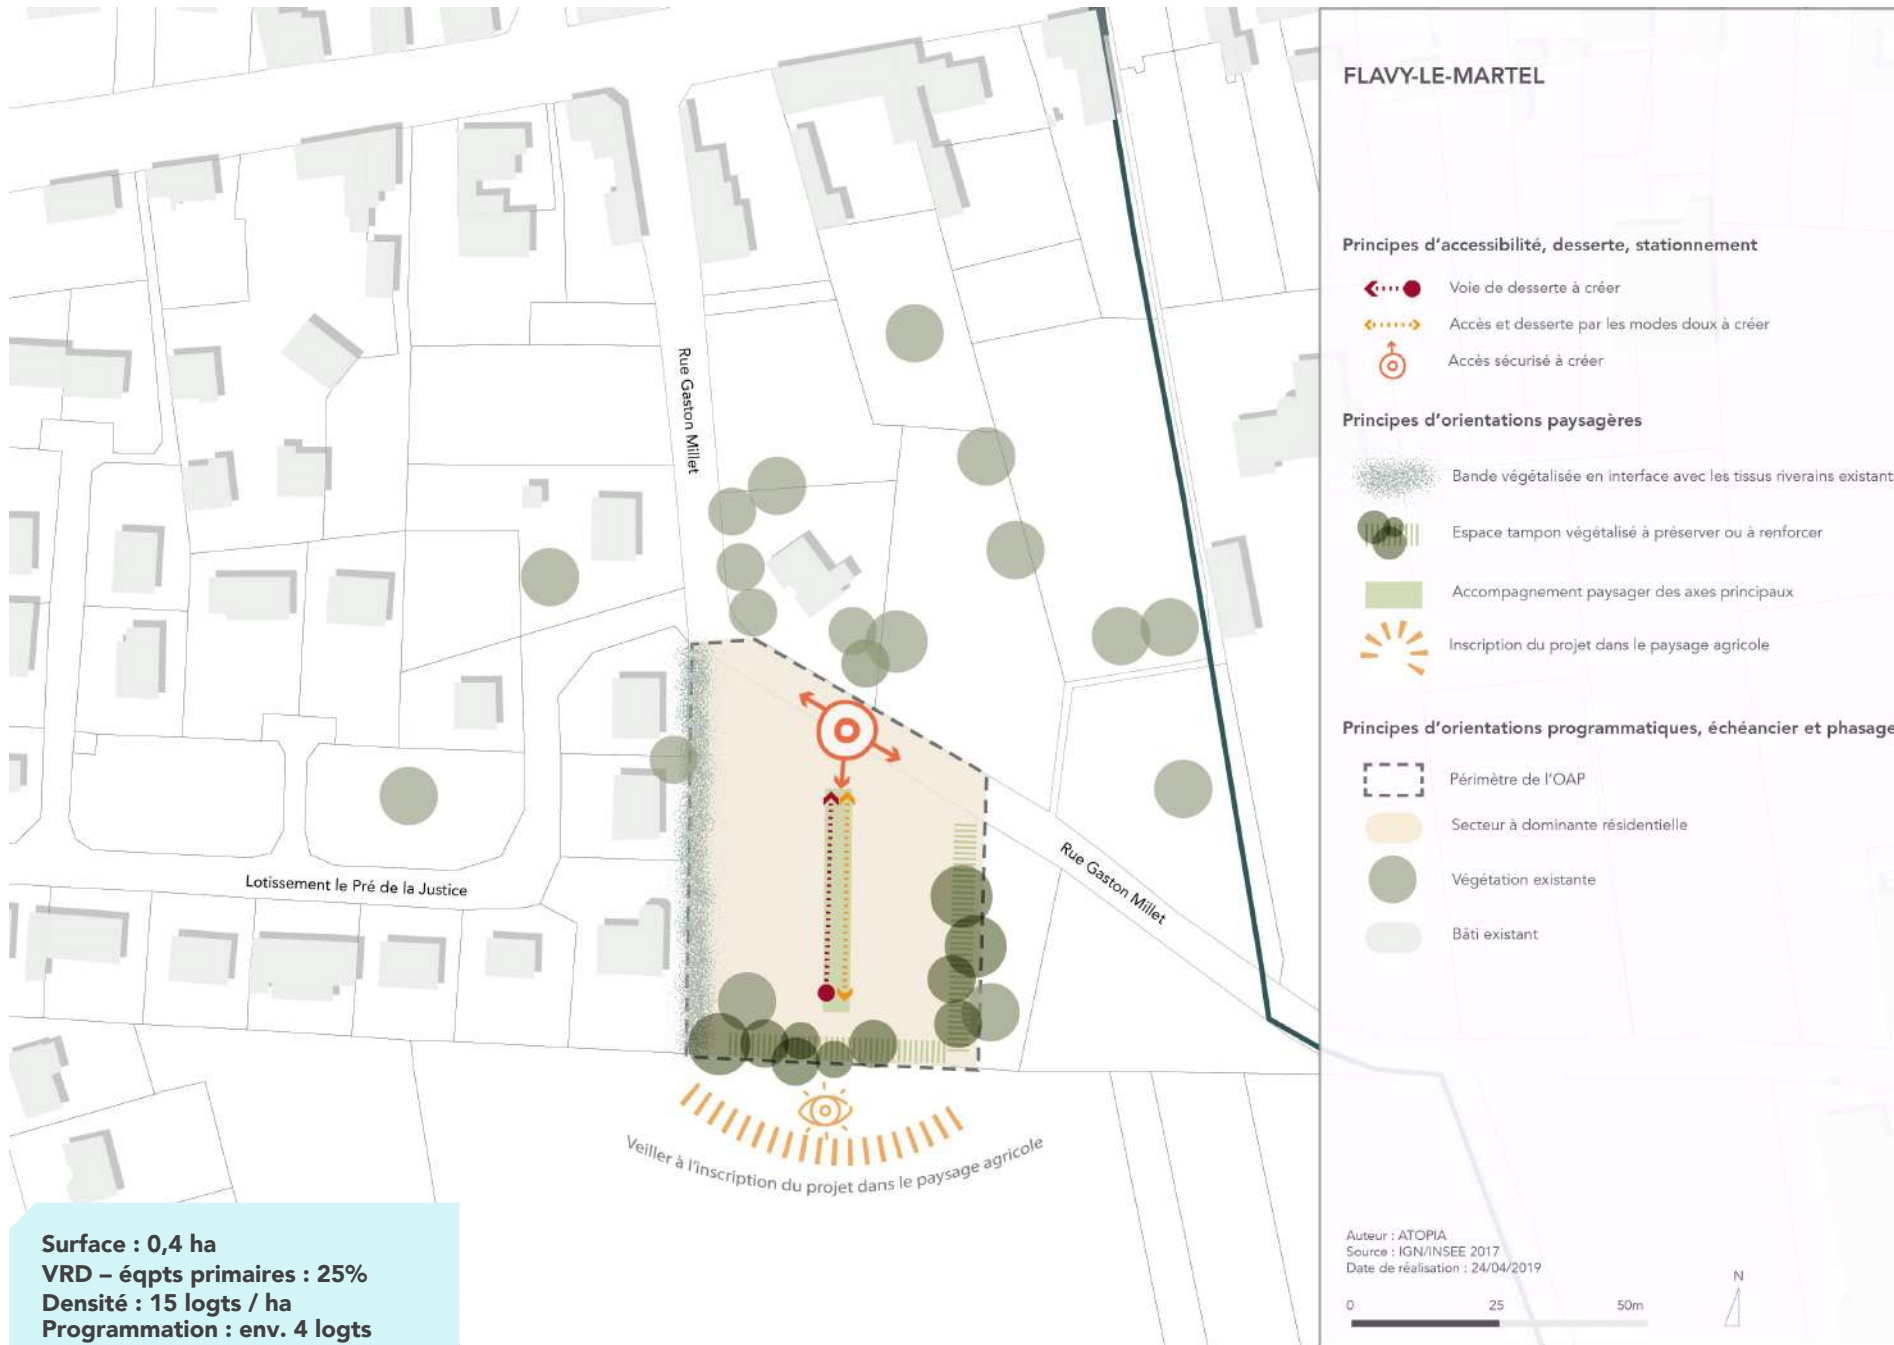 FLAVY-LE-MARTEL
Principes d'accessibilité, desserte, stationnement
Voie de desserte à créer
Accès et desserte par les modes doux à créer
Accès sécurisé à créer
Principes d'orientations paysagères
Bande végétalisée en interface avec les tissus riverains existant
Espace tampon végétalisé à préserver ou à renforcer
Accompagnement paysager des axes principaux
Inscription du projet dans le paysage agricole
Principes d'orientations programmatiques, échéancier et phasage
Périmètre de l'OAP
Secteur à dominante résidentielle
Végétation existante
Bâti existant
Rue Gaston Millet
Rue Gaston Millet
Lotissement le Pré de la Justice
Veiller à l'inscription du projet dans le paysage agricole
Surface : 0,4 ha
VRD – éqpts primaires : 25%
Densité : 15 logts / ha
Programmation : env. 4 logts
Auteur : ATOPIA
Source : IGN/INSEE 2017
Date de réalisation : 24/04/2019
N
0 25 50m